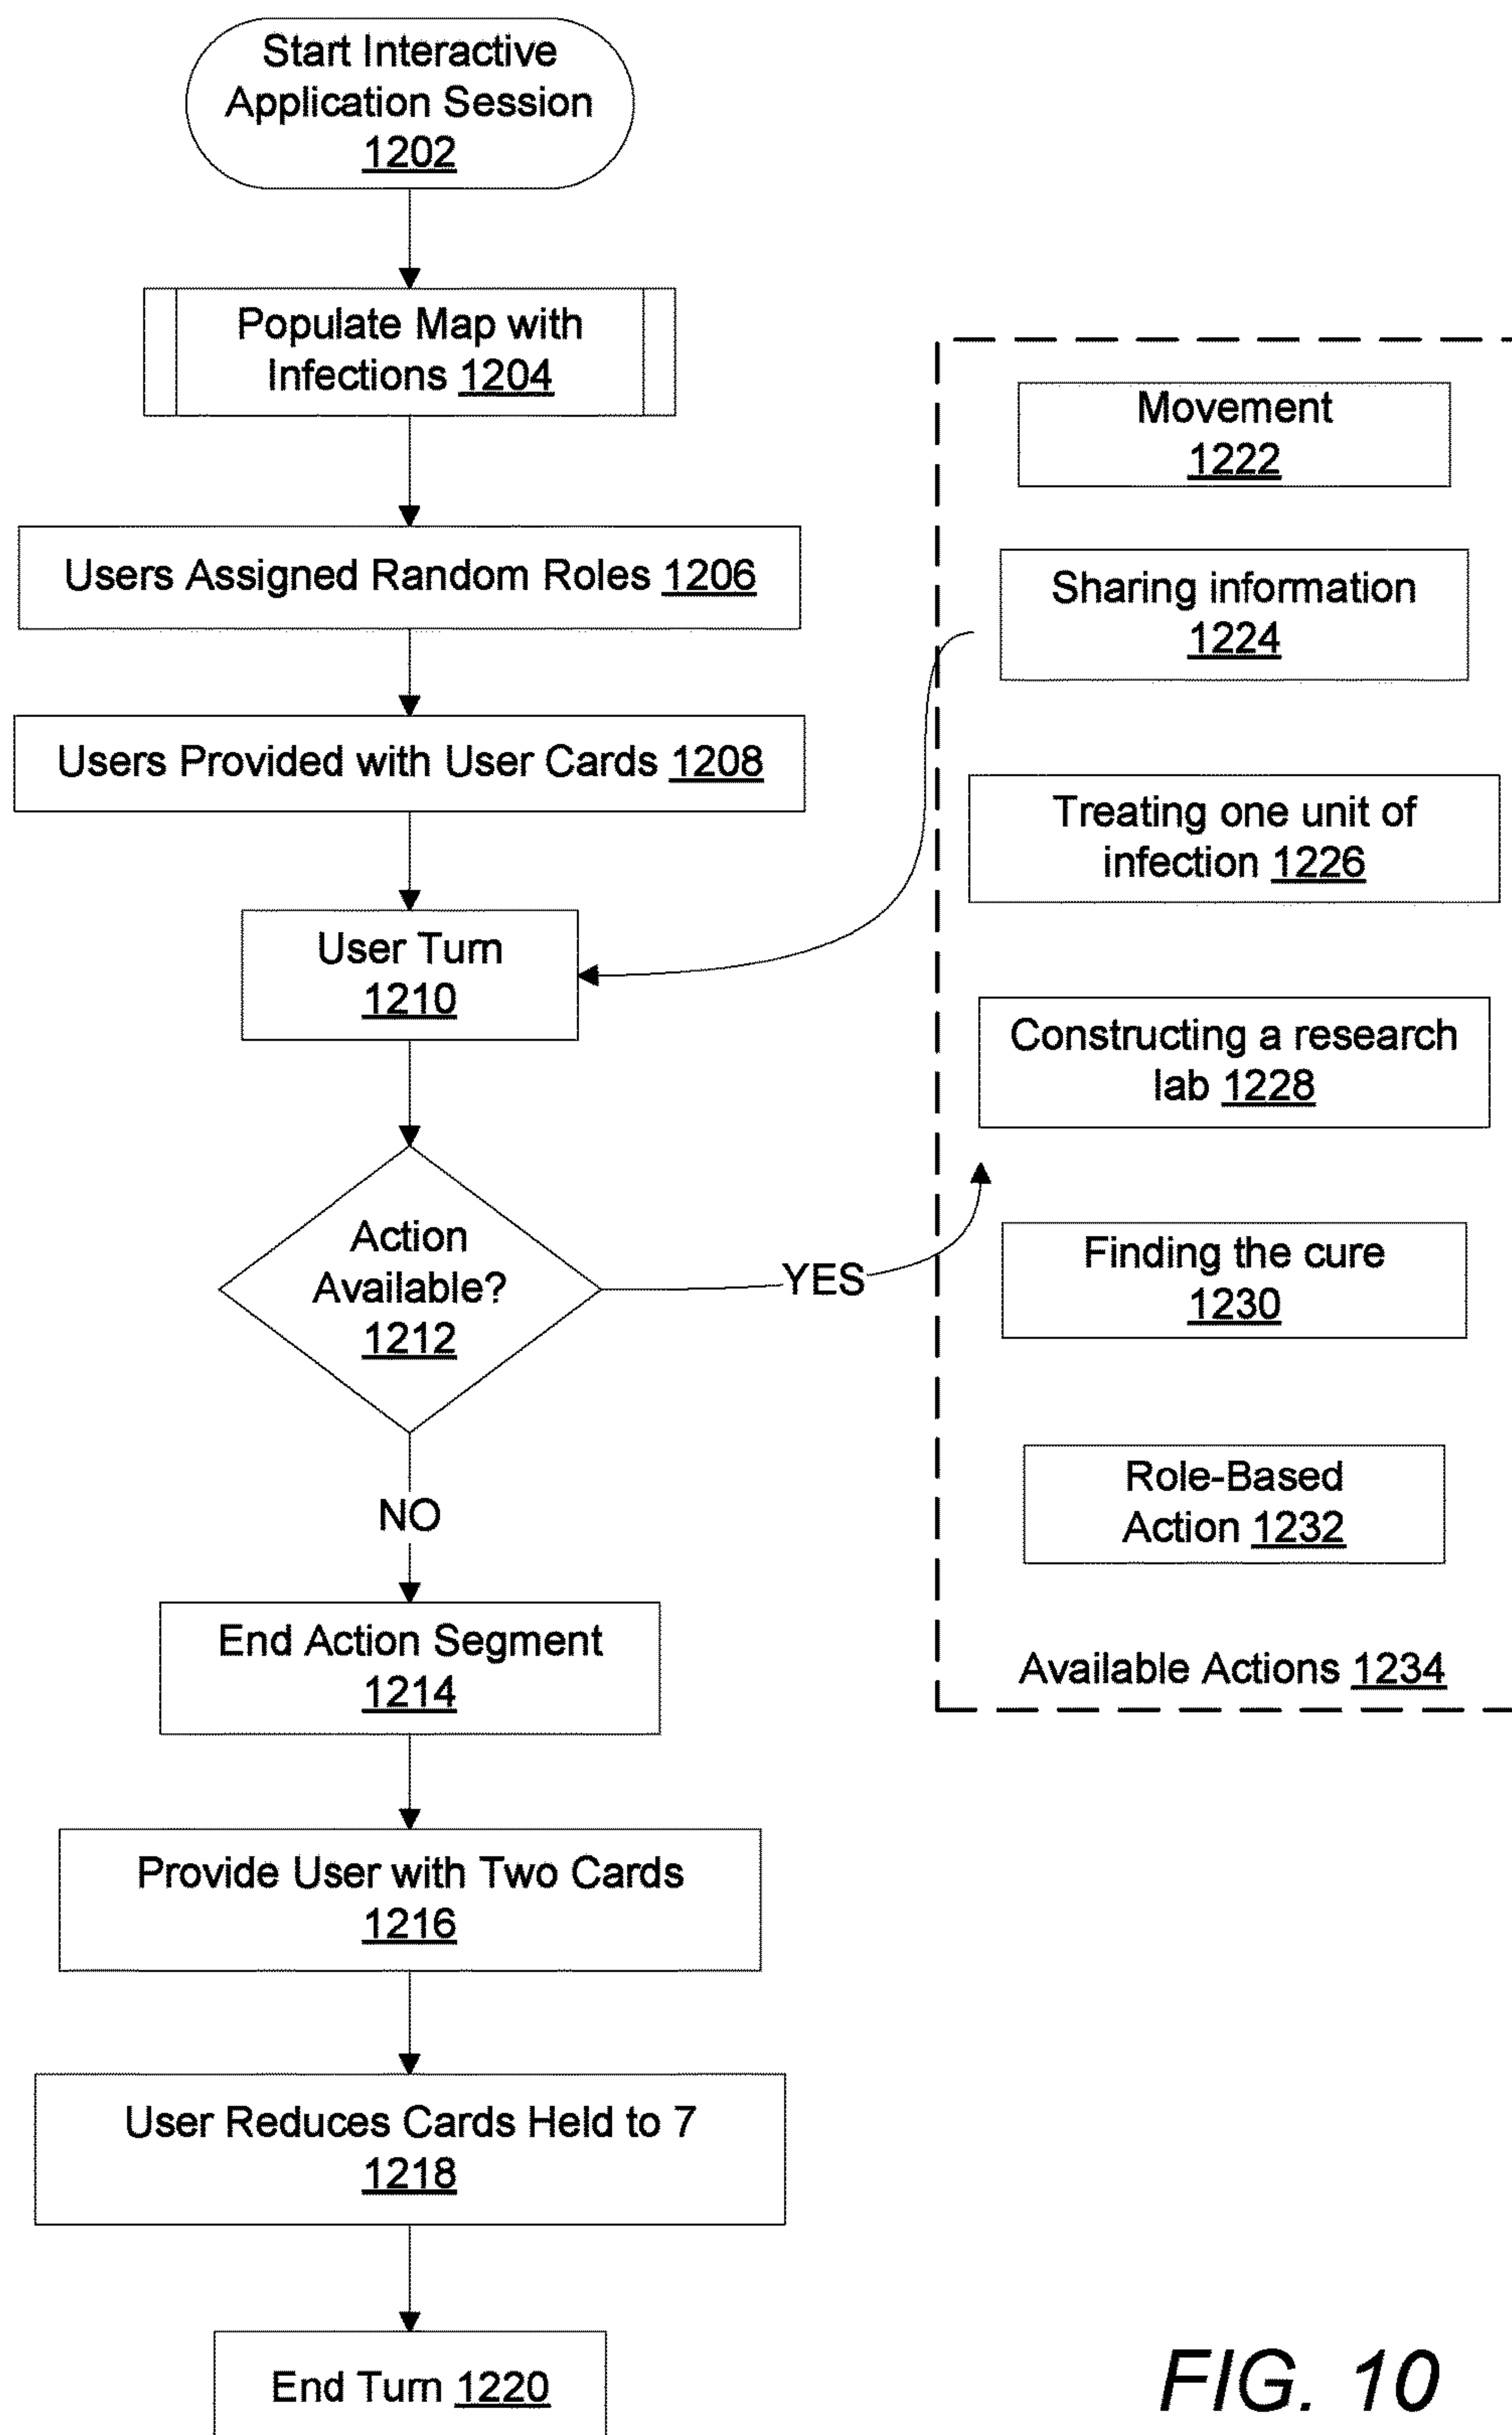 Start Interactive
Application Session
1202
Populate Map with
Infections 1204
Users Assigned Random Roles 1206
Users Provided with User Cards 1208
User Turn
1210
Action
Available?
1212
YES
NO
End Action Segment
1214
Provide User with Two Cards
1216
User Reduces Cards Held to 7
1218
End Turn 1220
Movement
1222
Sharing information
1224
Treating one unit of
infection 1226
Constructing a research
lab 1228
Finding the cure
1230
Role-Based
Action 1232
Available Actions 1234
FIG. 10